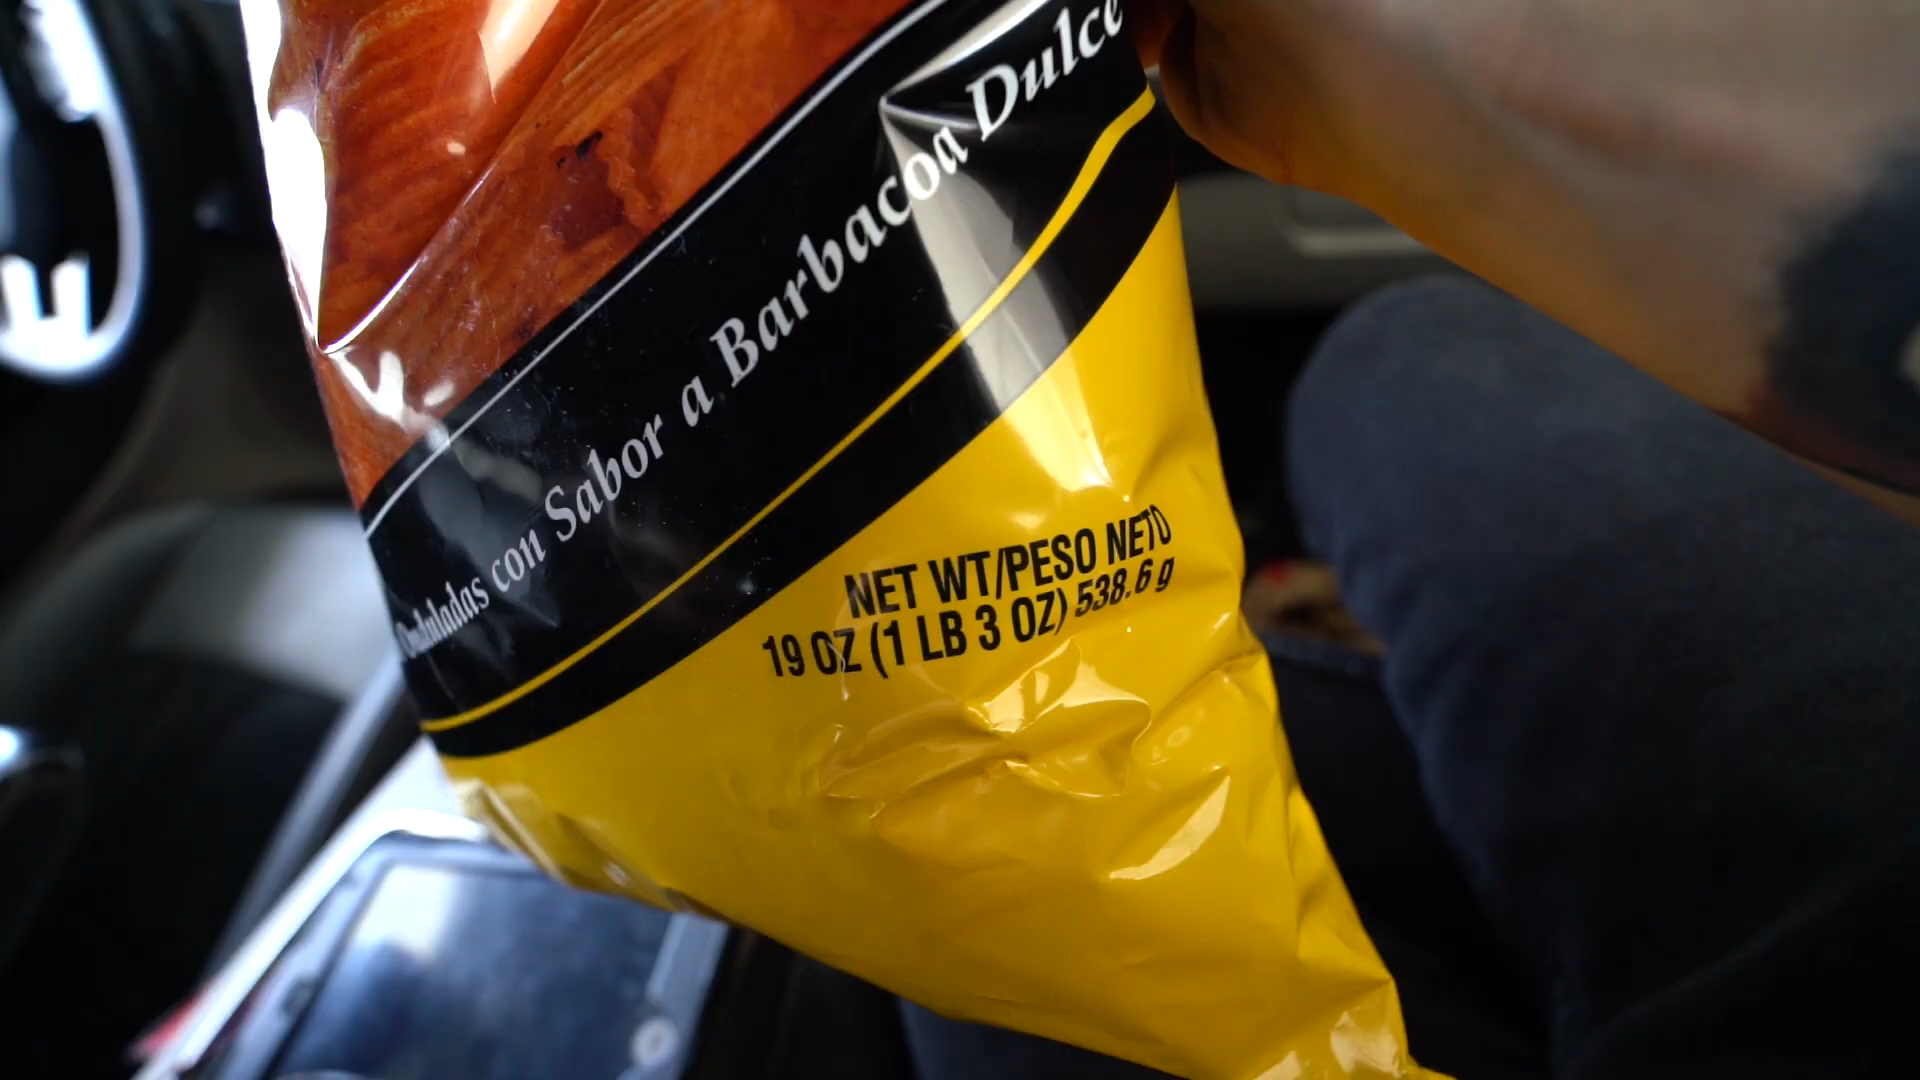 Onduladas con Sabor a Barbacoa Dulce
NET WT/PESO NETO
19 OZ (1 LB 3 OZ) 538.6 g